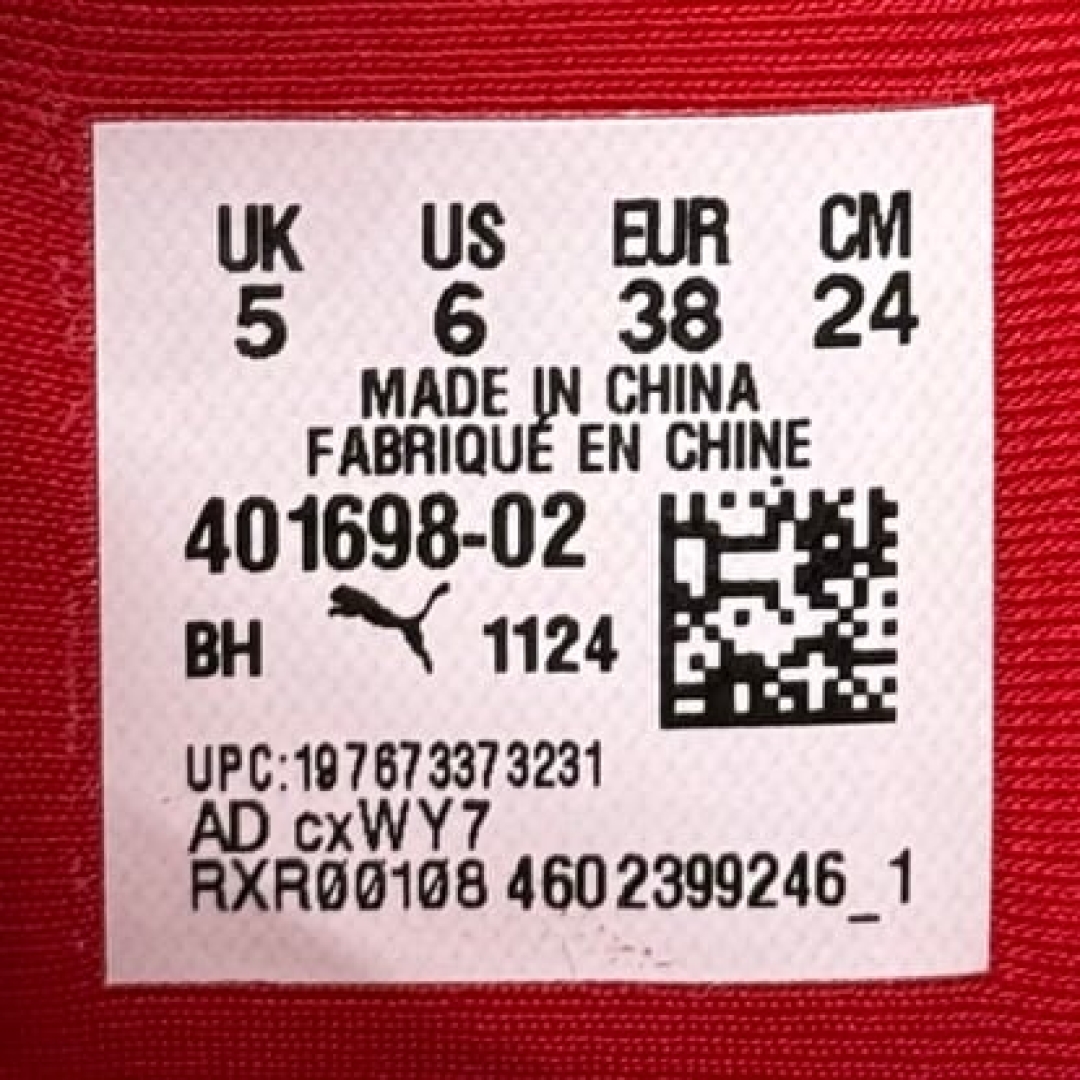 UK US EUR CM
5 6 38 24
MADE IN CHINA
FABRIQUÉ EN CHINE
401698-02
BH 1124
UPC:197673373231
AD cxWY7
RXR00108 4602399246_1